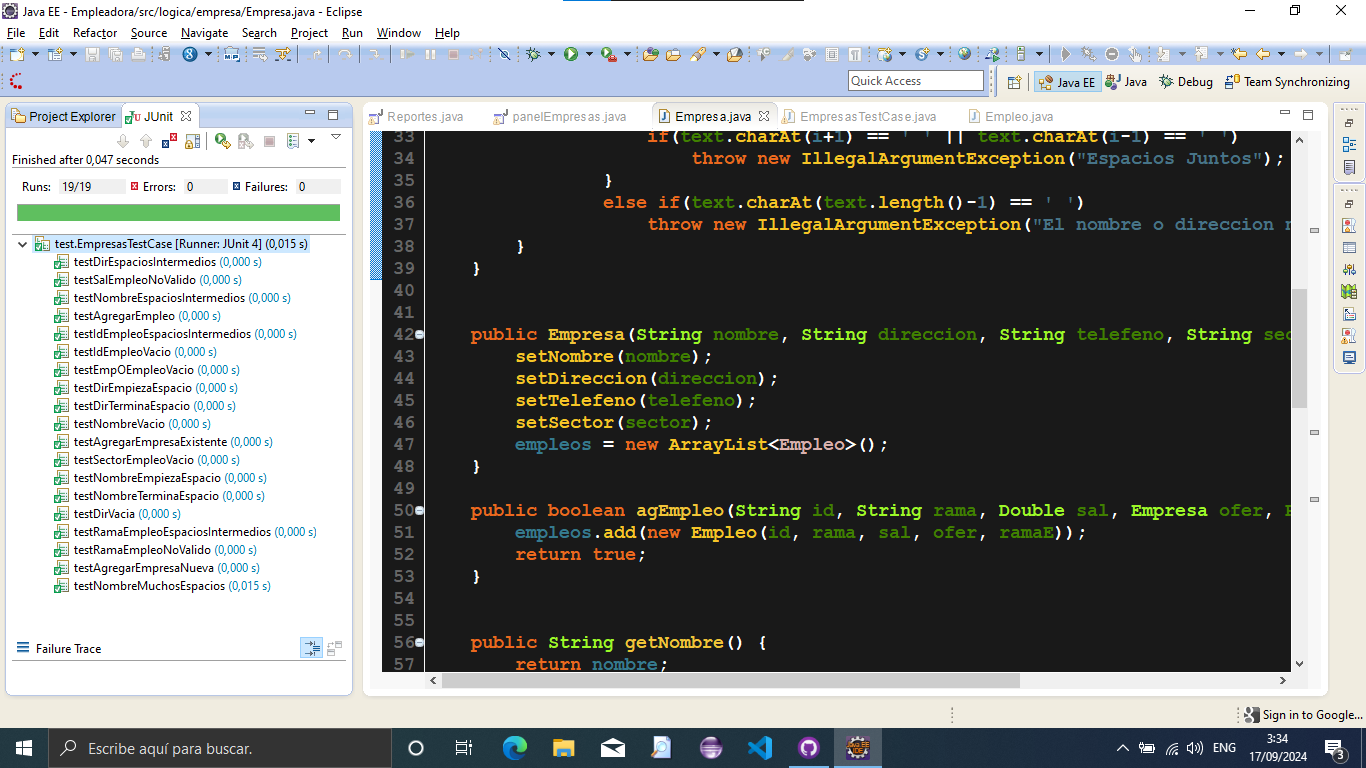 Java EE - Empleadora/src/logica/empresa/Empresa.java - Eclipse
File Edit Refactor Source Navigate Search Project Run Window Help
Quick Access
Java EE
Java
Debug
Team Synchronizing
Project Explorer
JUnit
Finished after 0,047 seconds
Runs: 19/19 Errors: 0 Failures: 0
test.EmpresasTestCase [Runner: JUnit 4] (0,015 s)
testDirEspaciosIntermedios (0,000 s)
testSalEmpleoNoValido (0,000 s)
testNombreEspaciosIntermedios (0,000 s)
testAgregarEmpleo (0,000 s)
testIdEmpleoEspaciosIntermedios (0,000 s)
testIdEmpleoVacio (0,000 s)
testEmpOEmpleoVacio (0,000 s)
testDirEmpiezaEspacio (0,000 s)
testDirTerminaEspacio (0,000 s)
testNombreVacio (0,000 s)
testAgregarEmpresaExistente (0,000 s)
testSectorEmpleoVacio (0,000 s)
testNombreEmpiezaEspacio (0,000 s)
testNombreTerminaEspacio (0,000 s)
testDirVacia (0,000 s)
testRamaEmpleoEspaciosIntermedios (0,000 s)
testRamaEmpleoNoValido (0,000 s)
testAgregarEmpresaNueva (0,000 s)
testNombreMuchosEspacios (0,015 s)
Failure Trace
Reportes.java
panelEmpresas.java
Empresa.java
EmpresasTestCase.java
Empleo.java
33 if(text.charAt(i+1) == ' ' || text.charAt(i-1) == ' ')
34 throw new IllegalArgumentException("Espacios Juntos");
35 }
36 else if(text.charAt(text.length()-1) == ' ')
37 throw new IllegalArgumentException("El nombre o direccion n
38 }
39 }
40
41
42 public Empresa(String nombre, String direccion, String telefeno, String sec
43 setNombre(nombre);
44 setDireccion(direccion);
45 setTelefeno(telefeno);
46 setSector(sector);
47 empleos = new ArrayList<Empleo>();
48 }
49
50 public boolean agEmpleo(String id, String rama, Double sal, Empresa ofer, E
51 empleos.add(new Empleo(id, rama, sal, ofer, ramaE));
52 return true;
53 }
54
55
56 public String getNombre() {
57 return nombre;
Sign in to Google...
Escribe aquí para buscar.
ENG
3:34
17/09/2024
3